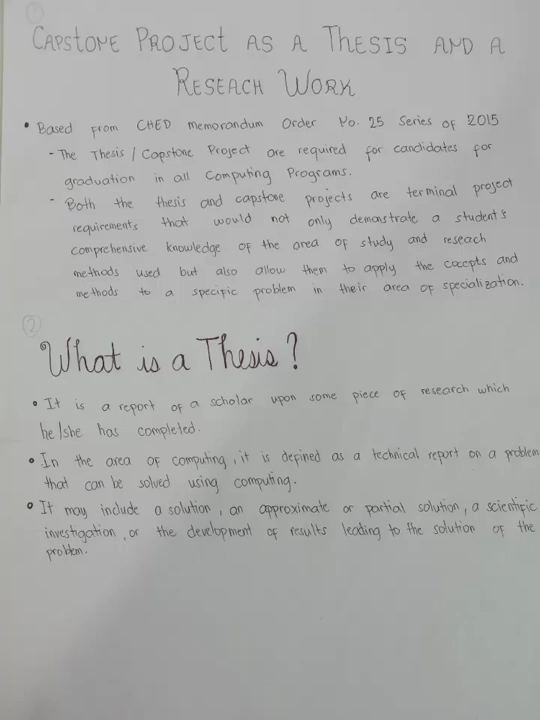 1
CAPSTONE PROJECT AS A THESIS AND A
RESEACH WORK
• Based from CHED memorandum Order No. 25 Series of 2015
- The Thesis / Capstone Project are required for candidates for
graduation in all Computing Programs.
- Both the thesis and capstone projects are terminal project
requirements that would not only demonstrate a student's
comprehensive knowledge of the area of study and reseach
methods used but also allow them to apply the cocepts and
methods to a specific problem in their area of specialization.
2
What is a Thesis?
• It is a report of a scholar upon some piece of research which
he/she has completed.
• In the area of computing, it is defined as a technical report on a problem
that can be solved using computing.
• It may include a solution, an approximate or partial solution, a scientific
investigation, or the development of results leading to the solution of the
problem.